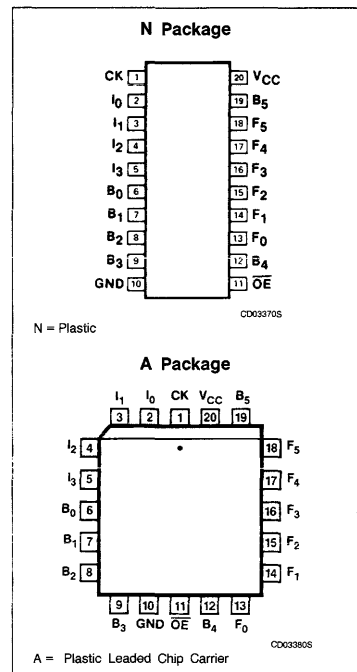 N Package
CK 1 20 VCC
I0 2 19 B5
I1 3 18 F5
I2 4 17 F4
I3 5 16 F3
B0 6 15 F2
B1 7 14 F1
B2 8 13 F0
B3 9 12 B4
GND 10 11 O̅E̅
CD03370S
N = Plastic
A Package
I1 I0 CK VCC B5
3 2 1 20 19
I2 4 18 F5
I3 5 17 F4
B0 6 16 F3
B1 7 15 F2
B2 8 14 F1
9 10 11 12 13
B3 GND O̅E̅ B4 F0
CD03380S
A = Plastic Leaded Chip Carrier